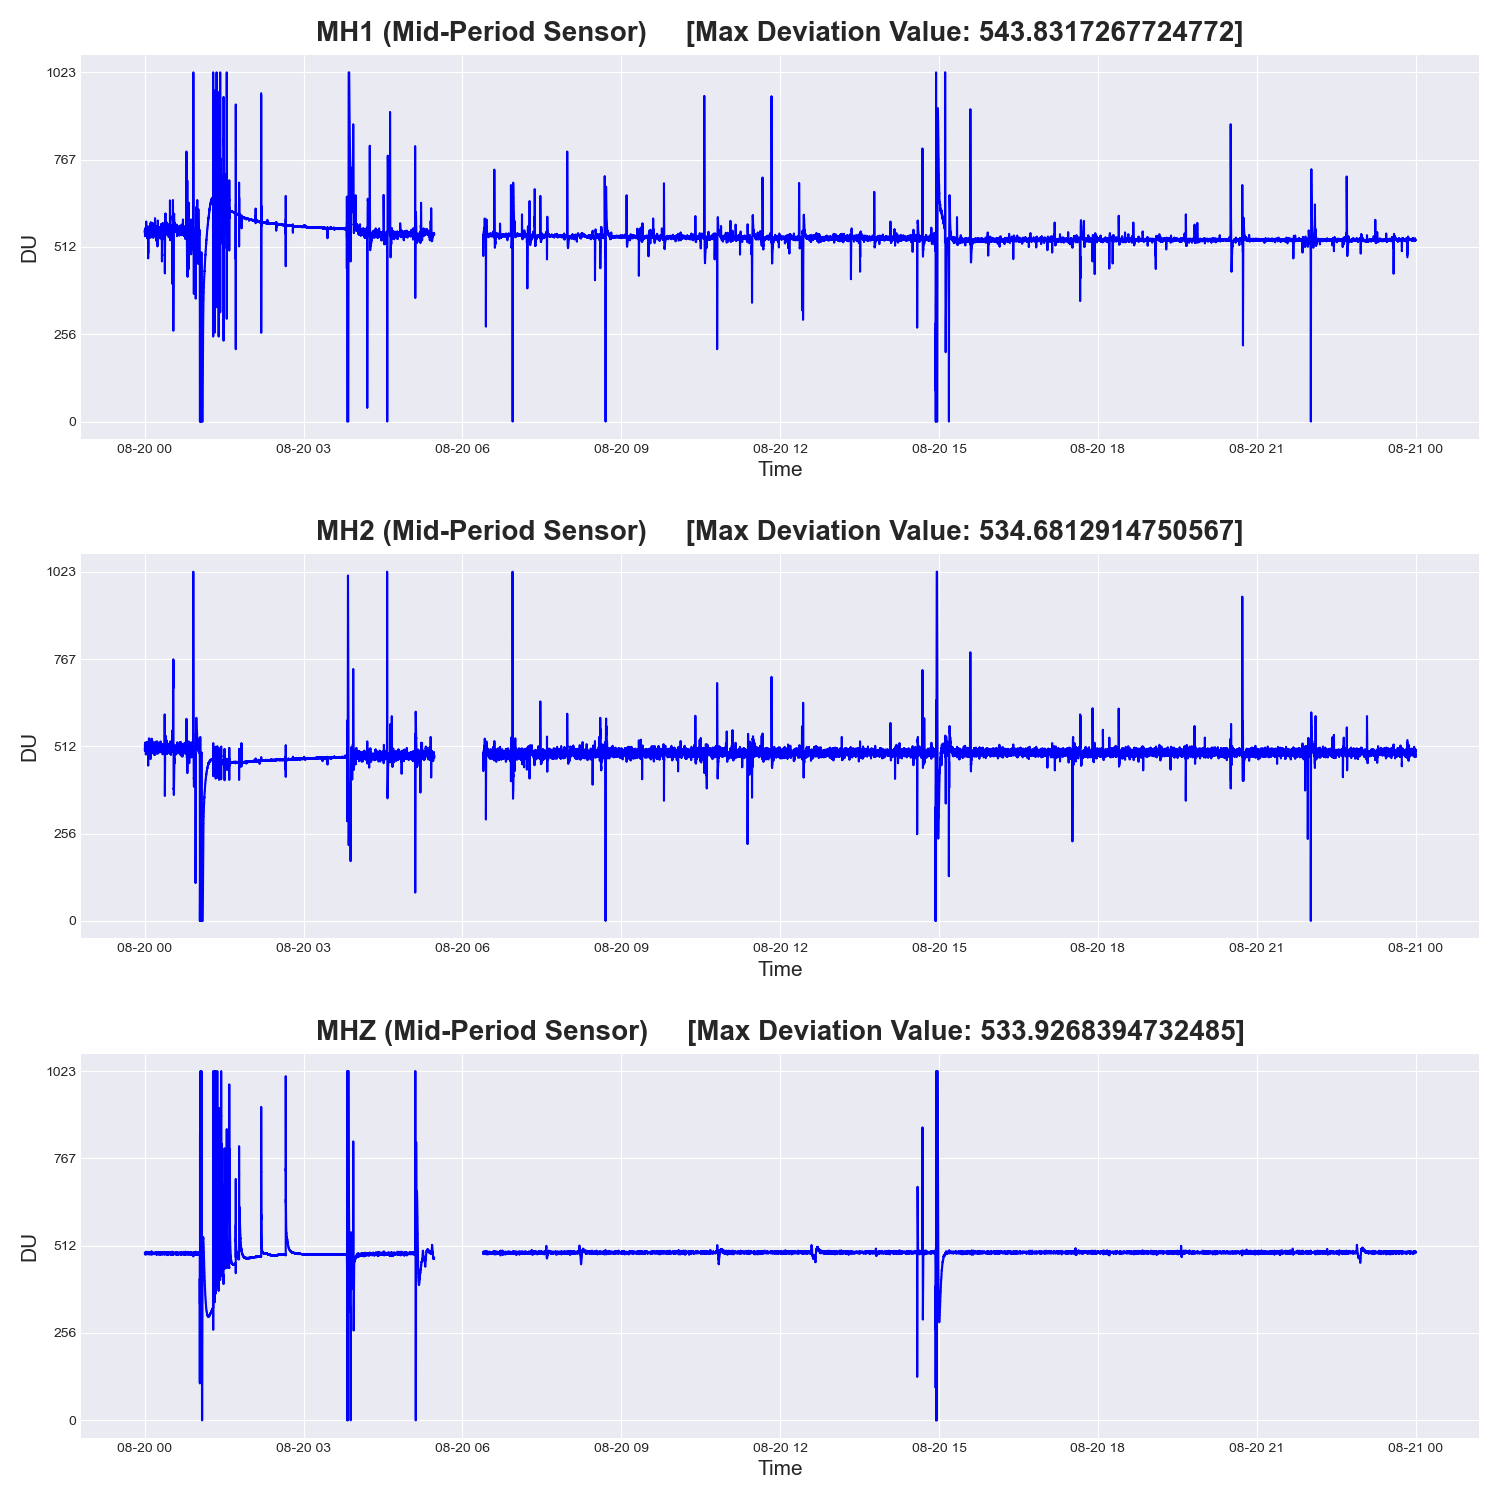 MH1 (Mid-Period Sensor) [Max Deviation Value: 543.8317267724772]
1023
767
512
256
0
DU
08-20 00 08-20 03 08-20 06 08-20 09 08-20 12 08-20 15 08-20 18 08-20 21 08-21 00
Time
MH2 (Mid-Period Sensor) [Max Deviation Value: 534.6812914750567]
1023
767
512
256
0
DU
08-20 00 08-20 03 08-20 06 08-20 09 08-20 12 08-20 15 08-20 18 08-20 21 08-21 00
Time
MHZ (Mid-Period Sensor) [Max Deviation Value: 533.9268394732485]
1023
767
512
256
0
DU
08-20 00 08-20 03 08-20 06 08-20 09 08-20 12 08-20 15 08-20 18 08-20 21 08-21 00
Time